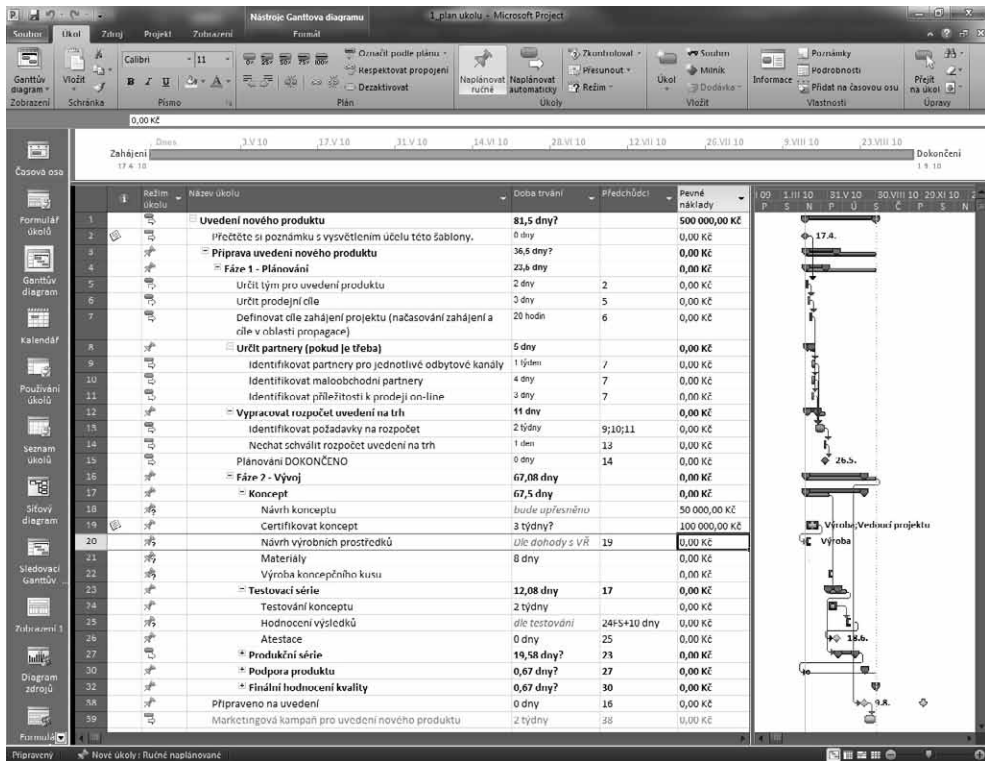 Nástroje Ganttova diagramu
1_plan ukolu - Microsoft Project
Soubor Úkol Zdroj Projekt Zobrazení Formát
Ganttův diagram
Zobrazení
Vložit
Schránka
Calibri 11
B I U
Písmo
Označit podle plánu
Respektovat propojení
Dezaktivovat
Plán
Naplánovat ručně
Naplánovat automaticky
Zkontrolovat
Přesunout
Režim
Úkoly
Úkol
Souhrn
Milník
Dodávka
Vložit
Informace
Poznámky
Podrobnosti
Přidat na časovou osu
Vlastnosti
Přejít na úkol
Úpravy
0,00 Kč
Dnes 3.V 10 17.V 10 31.V 10 14.VI 10 28.VI 10 12.VII 10 26.VII 10 9.VIII 10 23.VIII 10
Zahájení
17.4. 10
Dokončení
1.9. 10
Časová osa
Formulář úkolů
Ganttův diagram
Kalendář
Používání úkolů
Seznam úkolů
Síťový diagram
Sledovací Ganttův ...
Zobrazení 1
Diagram zdrojů
Formulá
Režim úkolu Název úkolu Doba trvání Předchůdci Pevné náklady
I 09 1.III 10 31.V 10 30.VIII 10 29.XI 10 2
P S N P Ú S Č P S N
1 Uvedení nového produktu 81,5 dny? 500 000,00 Kč
2 Přečtěte si poznámku s vysvětlením účelu této šablony. 0 dny 0,00 Kč 17.4.
3 Příprava uvedení nového produktu 36,5 dny? 0,00 Kč
4 Fáze 1 - Plánování 23,6 dny 0,00 Kč
5 Určit tým pro uvedení produktu 2 dny 2 0,00 Kč
6 Určit prodejní cíle 3 dny 5 0,00 Kč
7 Definovat cíle zahájení projektu (načasování zahájení a 20 hodin 6 0,00 Kč
cíle v oblasti propagace)
8 Určit partnery (pokud je třeba) 5 dny 0,00 Kč
9 Identifikovat partnery pro jednotlivé odbytové kanály 1 týden 7 0,00 Kč
10 Identifikovat maloobchodní partnery 4 dny 7 0,00 Kč
11 Identifikovat příležitosti k prodeji on-line 3 dny 7 0,00 Kč
12 Vypracovat rozpočet uvedení na trh 11 dny 0,00 Kč
13 Identifikovat požadavky na rozpočet 2 týdny 9;10;11 0,00 Kč
14 Nechat schválit rozpočet uvedení na trh 1 den 13 0,00 Kč
15 Plánování DOKONČENO 0 dny 14 0,00 Kč 26.5.
16 Fáze 2 - Vývoj 67,08 dny 0,00 Kč
17 Koncept 67,5 dny 0,00 Kč
18 Návrh konceptu bude upřesněno 50 000,00 Kč
19 Certifikovat koncept 3 týdny? 100 000,00 Kč Výroba;Vedoucí projektu
20 Návrh výrobních prostředků Dle dohody s VŘ 19 0,00 Kč Výroba
21 Materiály 8 dny 0,00 Kč
22 Výroba koncepčního kusu 0,00 Kč
23 Testovací série 12,08 dny 17 0,00 Kč
24 Testování konceptu 2 týdny 0,00 Kč
25 Hodnocení výsledků dle testování 24FS+10 dny 0,00 Kč
26 Atestace 0 dny 25 0,00 Kč 18.6.
27 Produkční série 19,58 dny? 23 0,00 Kč
30 Podpora produktu 0,67 dny? 27 0,00 Kč
32 Finální hodnocení kvality 0,67 dny? 30 0,00 Kč
38 Připraveno na uvedení 0 dny 16 0,00 Kč 9.8.
39 Marketingová kampaň pro uvedení nového produktu 2 týdny 38 0,00 Kč
Připravený Nové úkoly: Ručně naplánované